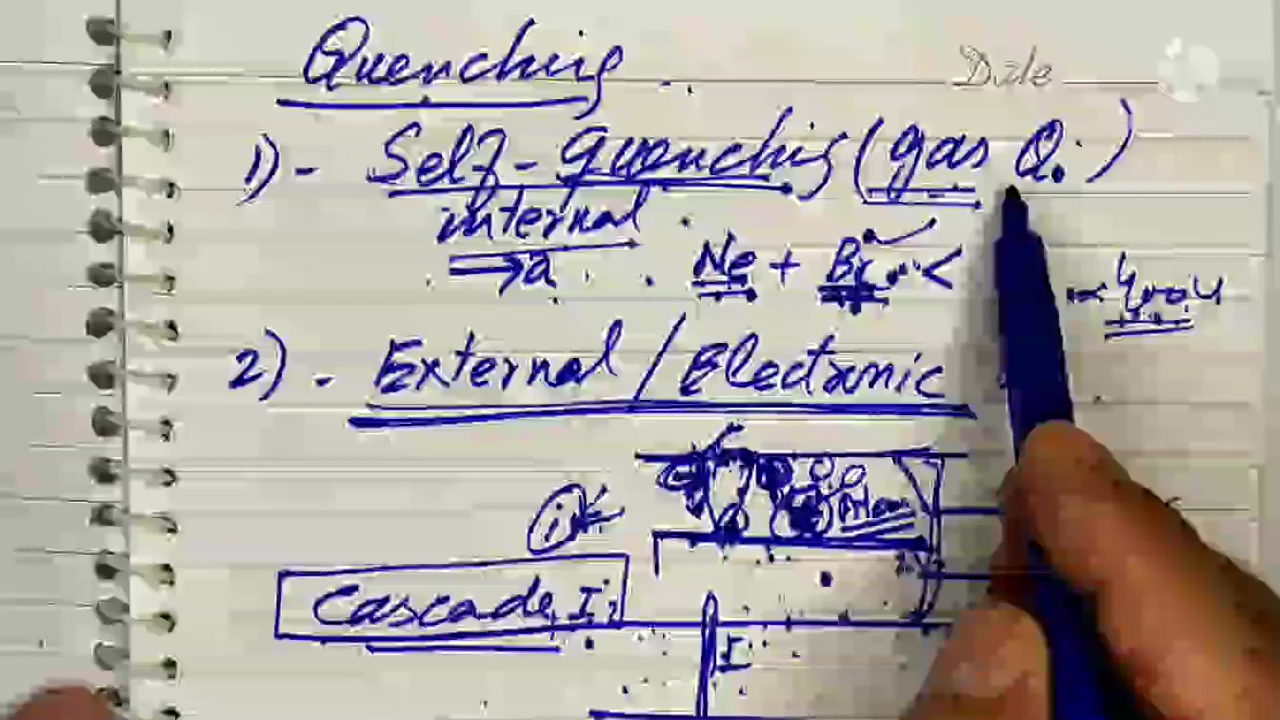 Quenching
Date
1) - Self-quenching (gas Q.)
internal
→ a . . Ne + Br <
2) - External / Electronic
i
Cascade I;
I